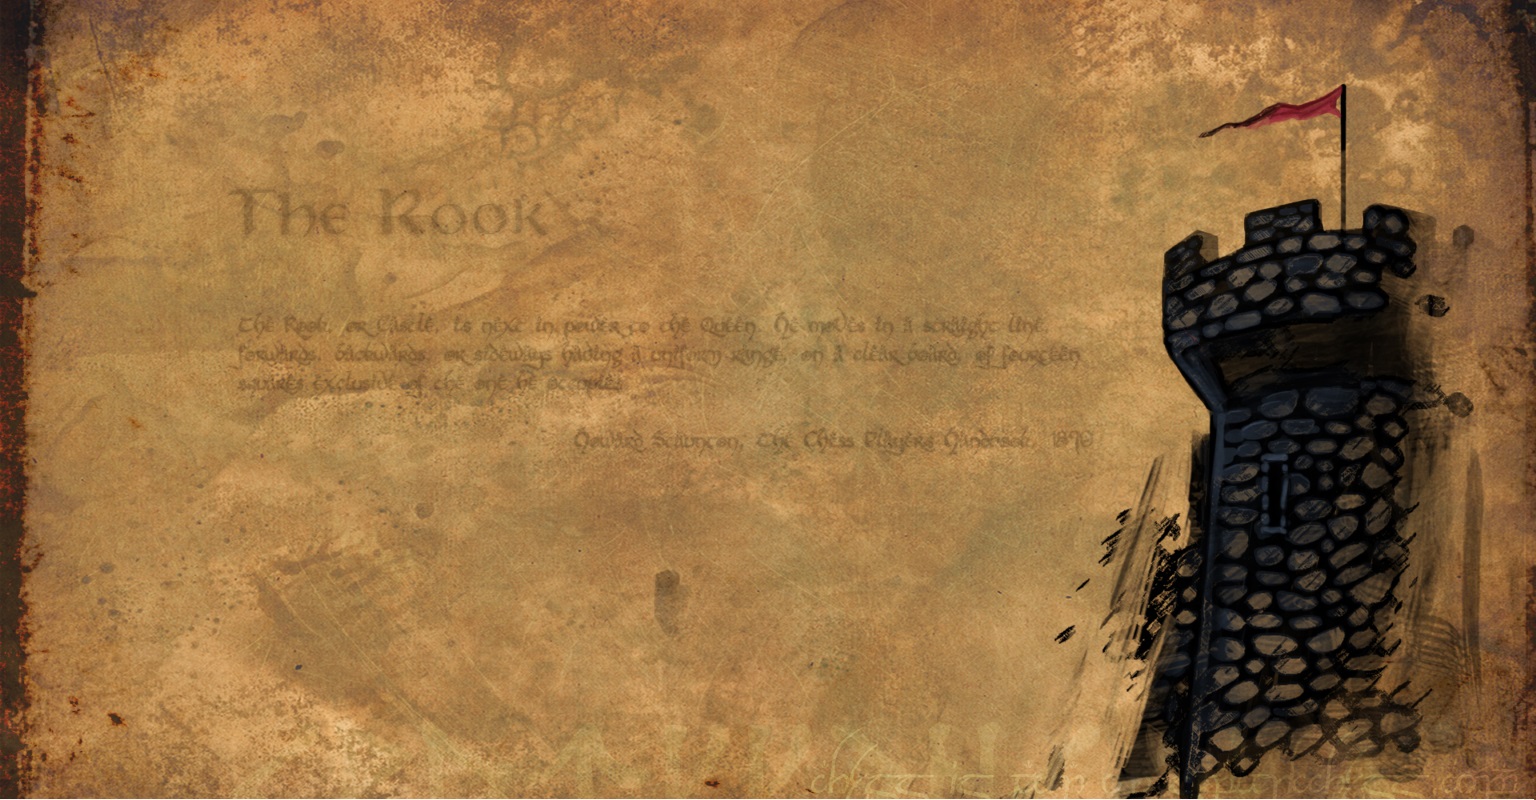 The Rook
The Rook, or Castle, is next in power to the Queen. He moves in a straight line,
forwards, backwards, or sideways having a uniform range, on a clear board, of fourteen
squares exclusive of the one he occupies
Howard Staunton, The Chess Players Handbook, 1890